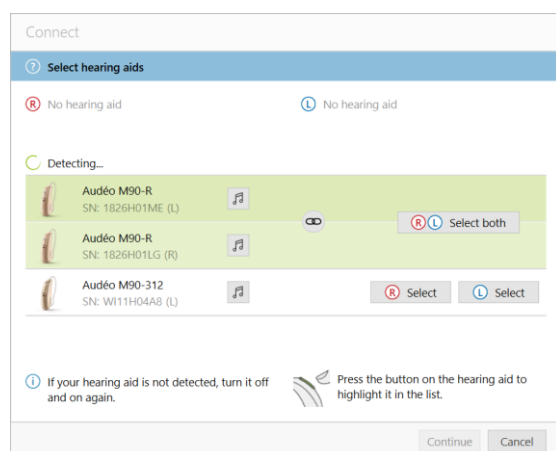 Connect
? Select hearing aids
R No hearing aid
L No hearing aid
Detecting...
Audéo M90-R
SN: 1826H01ME (L)
Audéo M90-R
SN: 1826H01LG (R)
R L Select both
Audéo M90-312
SN: WI11H04A8 (L)
R Select
L Select
i If your hearing aid is not detected, turn it off
and on again.
Press the button on the hearing aid to
highlight it in the list.
Continue
Cancel